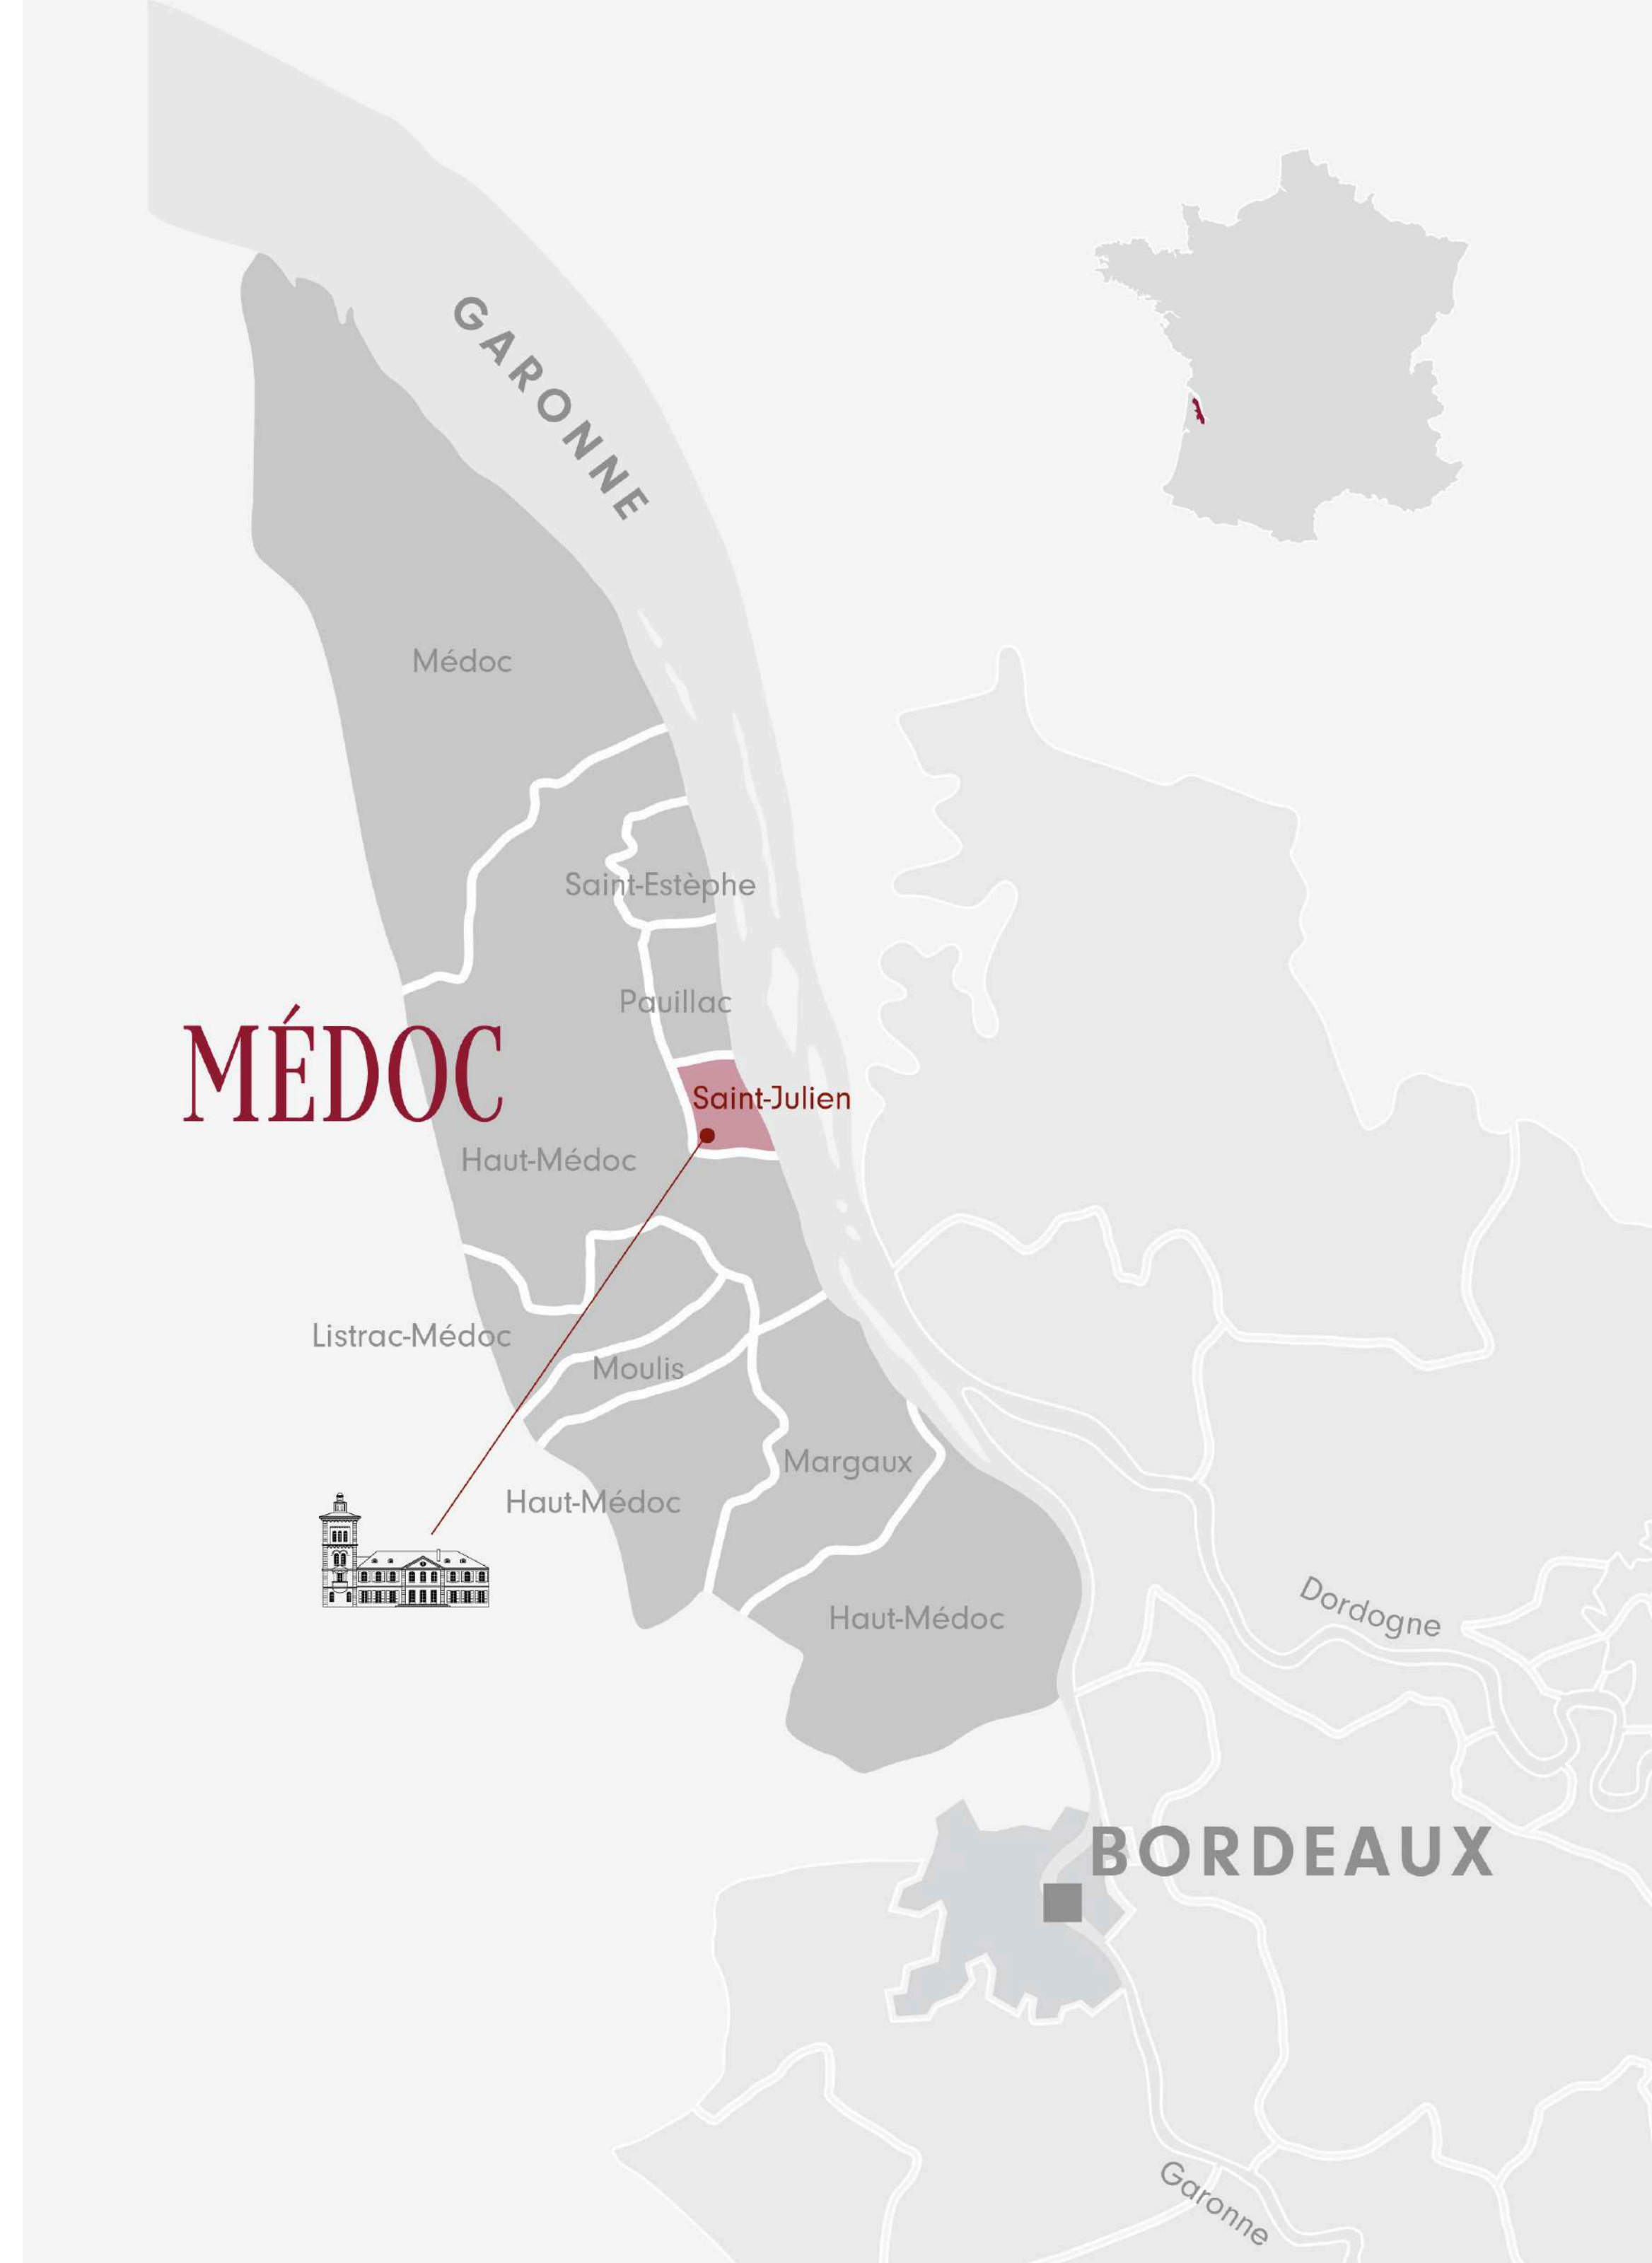 GARONNE
Médoc
Saint-Estèphe
Pauillac
MÉDOC
Saint-Julien
Haut-Médoc
Listrac-Médoc
Moulis
Margaux
Haut-Médoc
Haut-Médoc
Dordogne
BORDEAUX
Garonne